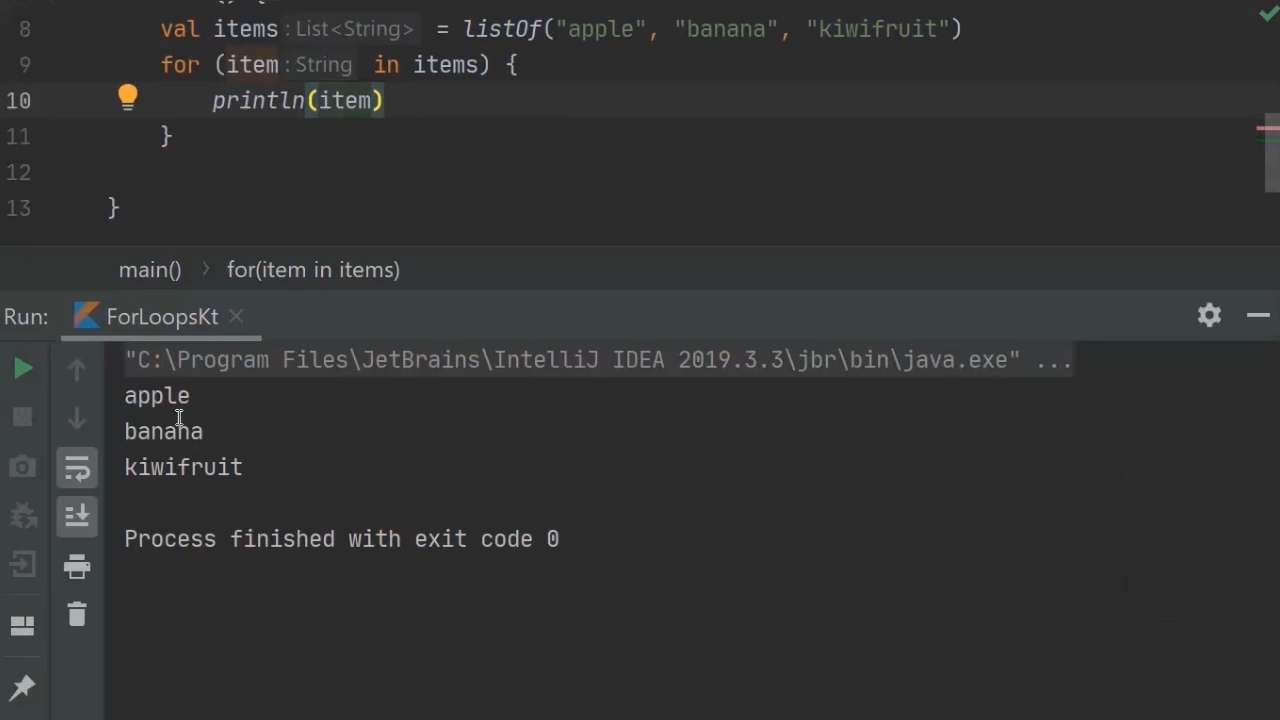 8 val items : List<String> = listOf("apple", "banana", "kiwifruit")
9 for (item : String in items) {
10 println(item)
11 }
12
13 }
main() > for(item in items)
Run: ForLoopsKt
"C:\Program Files\JetBrains\IntelliJ IDEA 2019.3.3\jbr\bin\java.exe" ...
apple
banana
kiwifruit
Process finished with exit code 0